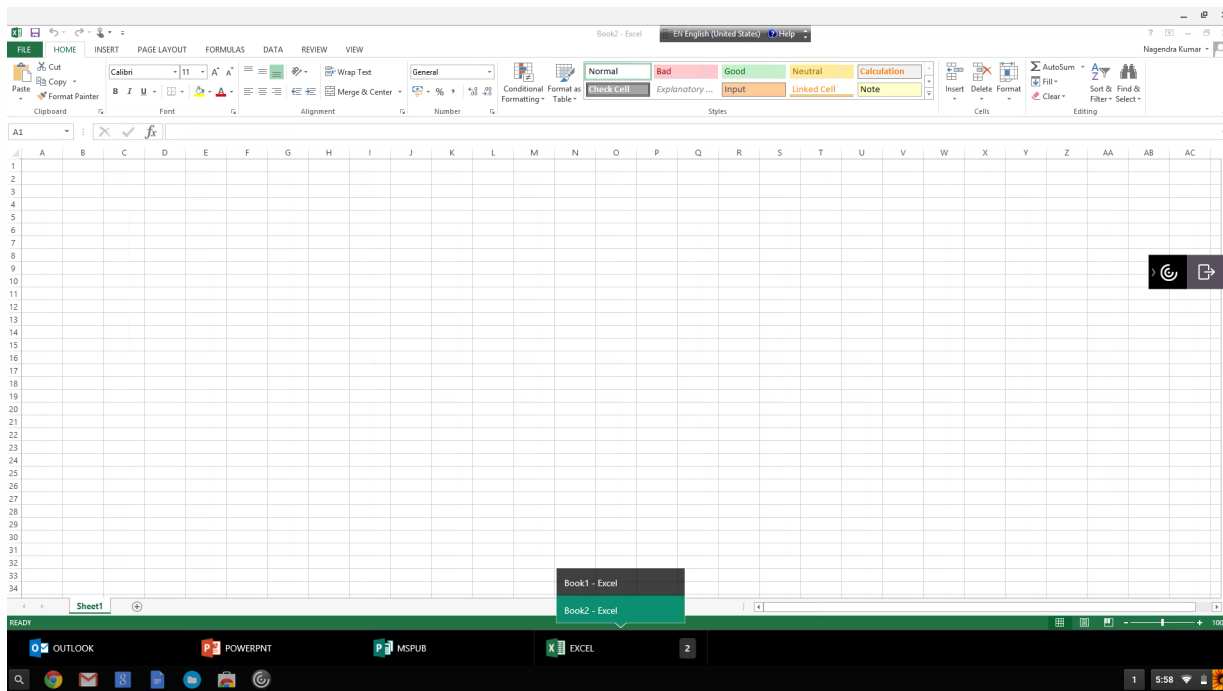 Book2 - Excel
EN English (United States) Help
FILE HOME INSERT PAGE LAYOUT FORMULAS DATA REVIEW VIEW
Nagendra Kumar
Paste
Cut
Copy
Format Painter
Calibri 11
B I U
Wrap Text
Merge & Center
General
%
Conditional Formatting
Format as Table
Normal Bad Good Neutral Calculation
Check Cell Explanatory ... Input Linked Cell Note
Insert Delete Format
AutoSum
Fill
Clear
Sort & Filter
Find & Select
Clipboard Font Alignment Number Styles Cells Editing
A1 fx
A B C D E F G H I J K L M N O P Q R S T U V W X Y Z AA AB AC
1
2
3
4
5
6
7
8
9
10
11
12
13
14
15
16
17
18
19
20
21
22
23
24
25
26
27
28
29
30
31
32
33
34
Book1 - Excel
Book2 - Excel
Sheet1
READY
100
OUTLOOK POWERPNT MSPUB EXCEL 2
1 5:58